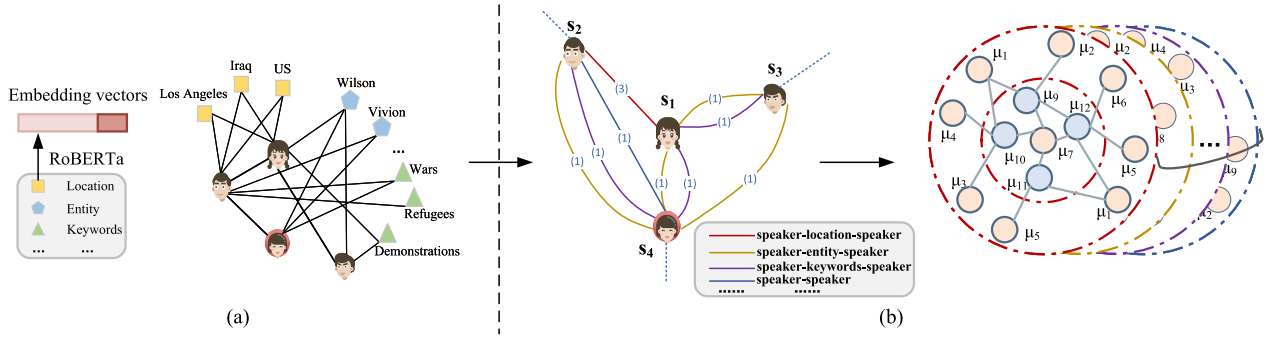 Embedding vectors
RoBERTa
Location
Entity
Keywords
... ...
Los Angeles
Iraq
US
Wilson
Vivion
...
Wars
Refugees
Demonstrations
(a)
s2
s3
s1
s4
(3)
(1)
(1)
(1)
(1)
(1)
(1)
(1)
(1)
speaker-location-speaker
speaker-entity-speaker
speaker-keywords-speaker
speaker-speaker
...... ......
(b)
μ1
μ2
μ2
μ4
μ3
μ9
μ12
μ6
μ4
μ10
μ7
μ5
8
...
μ9
μ3
μ11
μ1
μ2
μ5